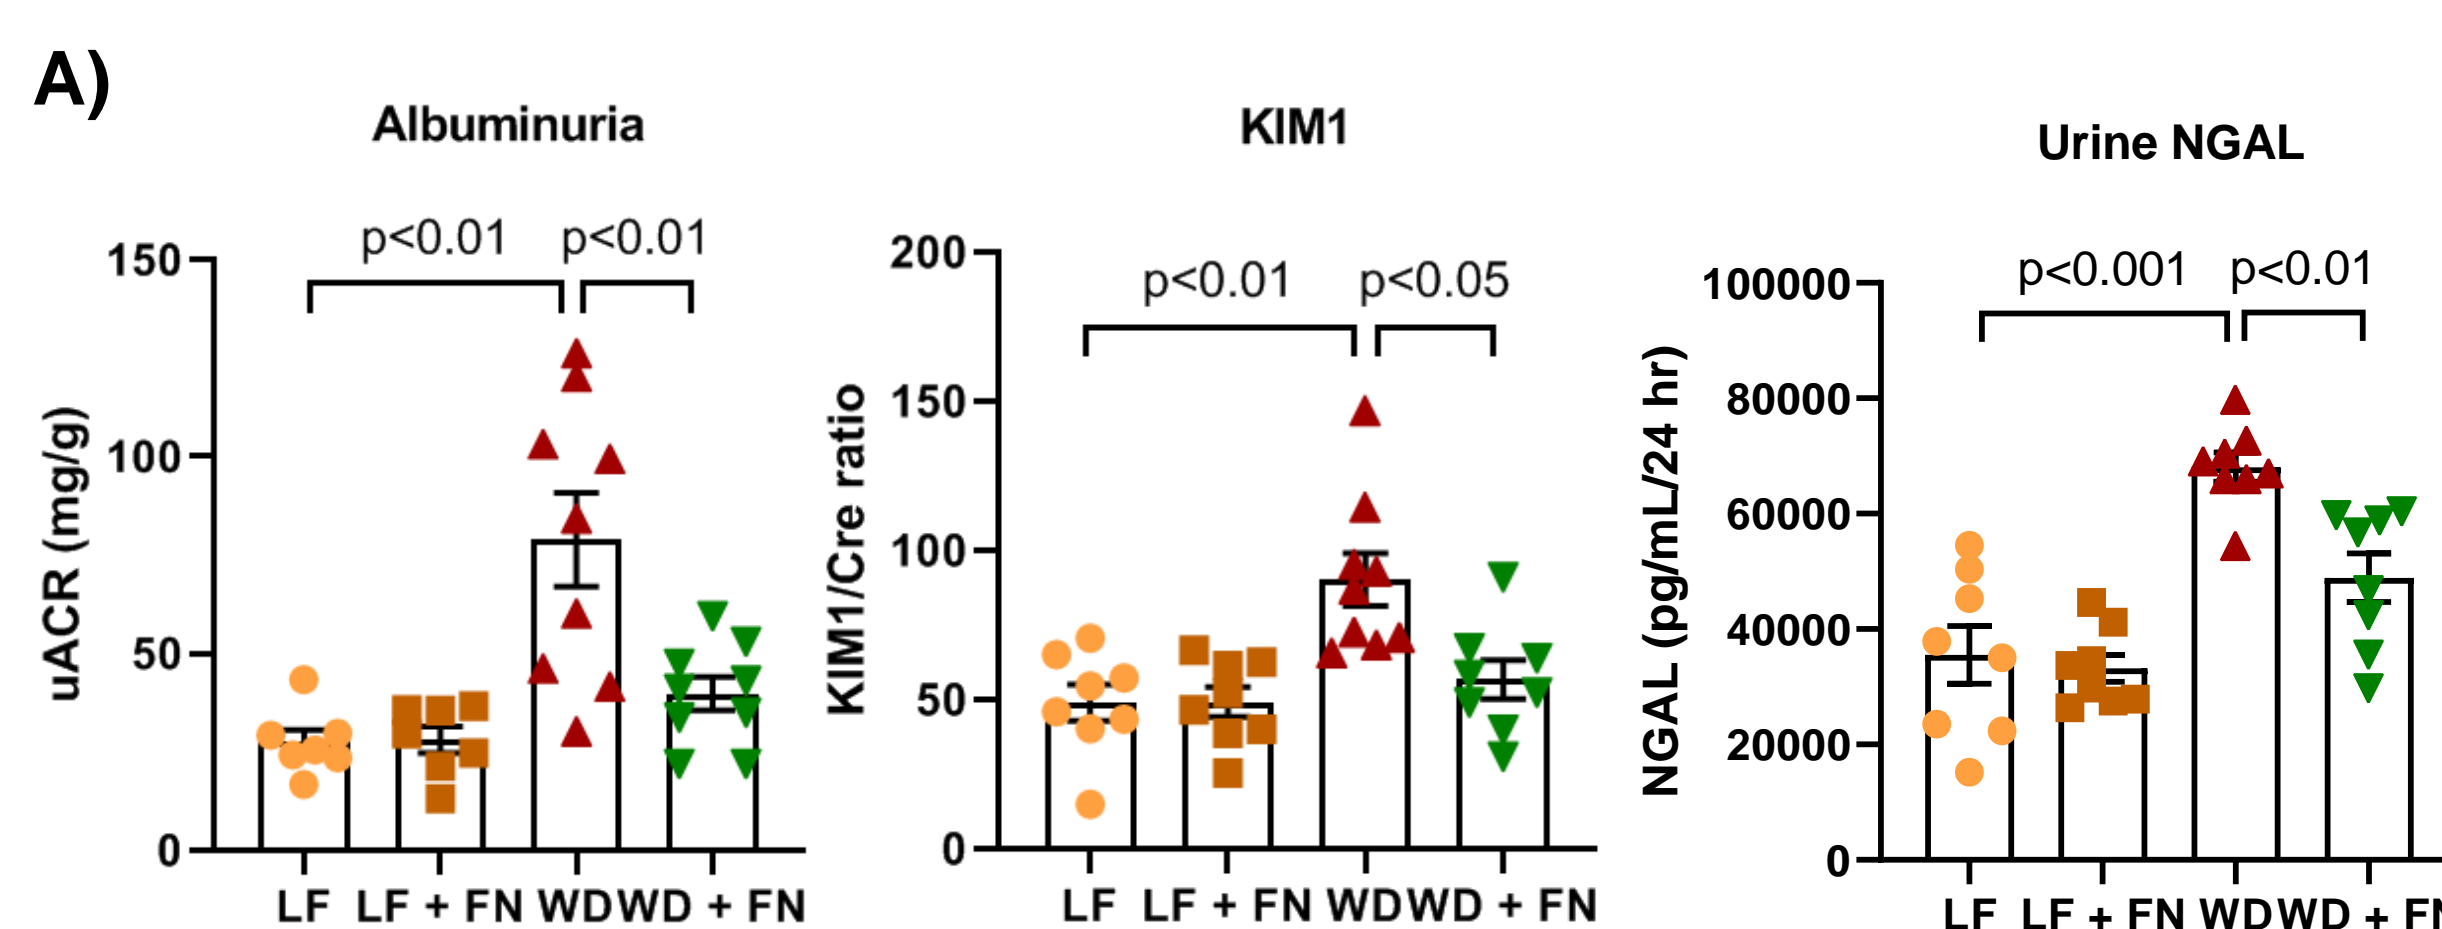 A)
Albuminuria
p<0.01 p<0.01
uACR (mg/g)
150
100
50
0
LF LF + FN WD WD + FN
KIM1
p<0.01 p<0.05
KIM1/Cre ratio
200
150
100
50
0
LF LF + FN WD WD + FN
Urine NGAL
p<0.001 p<0.01
NGAL (pg/mL/24 hr)
100000
80000
60000
40000
20000
0
LF LF + FN WD WD + FN